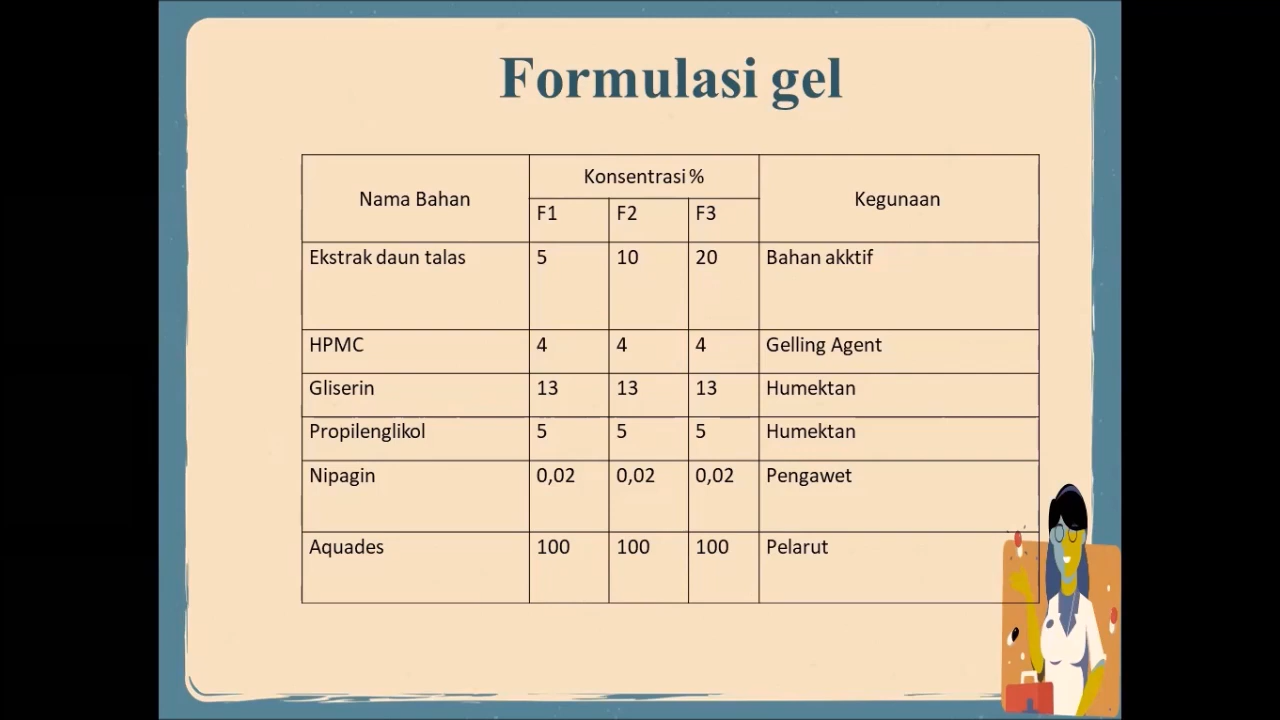 Formulasi gel
Nama Bahan Konsentrasi % Kegunaan
F1 F2 F3
Ekstrak daun talas 5 10 20 Bahan akktif
HPMC 4 4 4 Gelling Agent
Gliserin 13 13 13 Humektan
Propilenglikol 5 5 5 Humektan
Nipagin 0,02 0,02 0,02 Pengawet
Aquades 100 100 100 Pelarut